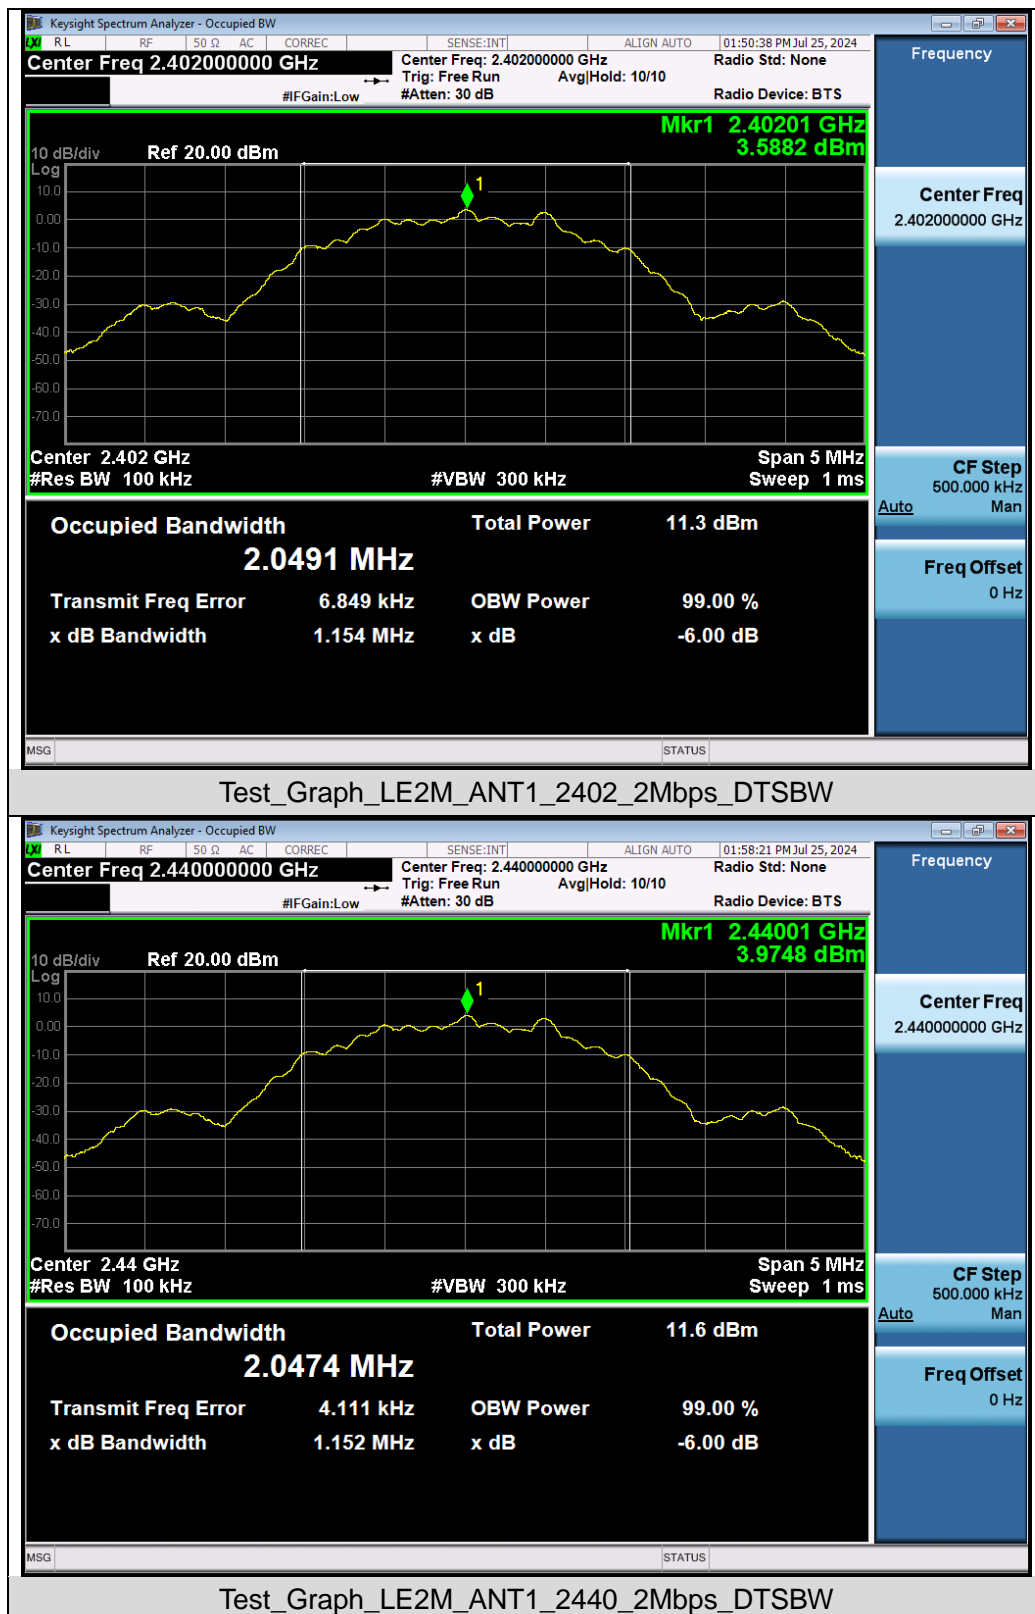 Keysight Spectrum Analyzer - Occupied BW
LXI RL RF 50 Ω AC CORREC SENSE:INT ALIGN AUTO 01:50:38 PM Jul 25, 2024
Center Freq 2.402000000 GHz Center Freq: 2.402000000 GHz Radio Std: None
Trig: Free Run Avg|Hold: 10/10
#IFGain:Low #Atten: 30 dB Radio Device: BTS
Frequency
Mkr1 2.40201 GHz
10 dB/div Ref 20.00 dBm 3.5882 dBm
Log
1
10.0
0.00
-10.0
-20.0
-30.0
-40.0
-50.0
-60.0
-70.0
Center Freq
2.402000000 GHz
Center 2.402 GHz Span 5 MHz
#Res BW 100 kHz #VBW 300 kHz Sweep 1 ms
CF Step
500.000 kHz
Auto Man
Occupied Bandwidth Total Power 11.3 dBm
2.0491 MHz
Freq Offset
0 Hz
Transmit Freq Error 6.849 kHz OBW Power 99.00 %
x dB Bandwidth 1.154 MHz x dB -6.00 dB
MSG STATUS
Test_Graph_LE2M_ANT1_2402_2Mbps_DTSBW
Keysight Spectrum Analyzer - Occupied BW
LXI RL RF 50 Ω AC CORREC SENSE:INT ALIGN AUTO 01:58:21 PM Jul 25, 2024
Center Freq 2.440000000 GHz Center Freq: 2.440000000 GHz Radio Std: None
Trig: Free Run Avg|Hold: 10/10
#IFGain:Low #Atten: 30 dB Radio Device: BTS
Frequency
Mkr1 2.44001 GHz
10 dB/div Ref 20.00 dBm 3.9748 dBm
Log
1
10.0
0.00
-10.0
-20.0
-30.0
-40.0
-50.0
-60.0
-70.0
Center Freq
2.440000000 GHz
Center 2.44 GHz Span 5 MHz
#Res BW 100 kHz #VBW 300 kHz Sweep 1 ms
CF Step
500.000 kHz
Auto Man
Occupied Bandwidth Total Power 11.6 dBm
2.0474 MHz
Freq Offset
0 Hz
Transmit Freq Error 4.111 kHz OBW Power 99.00 %
x dB Bandwidth 1.152 MHz x dB -6.00 dB
MSG STATUS
Test_Graph_LE2M_ANT1_2440_2Mbps_DTSBW